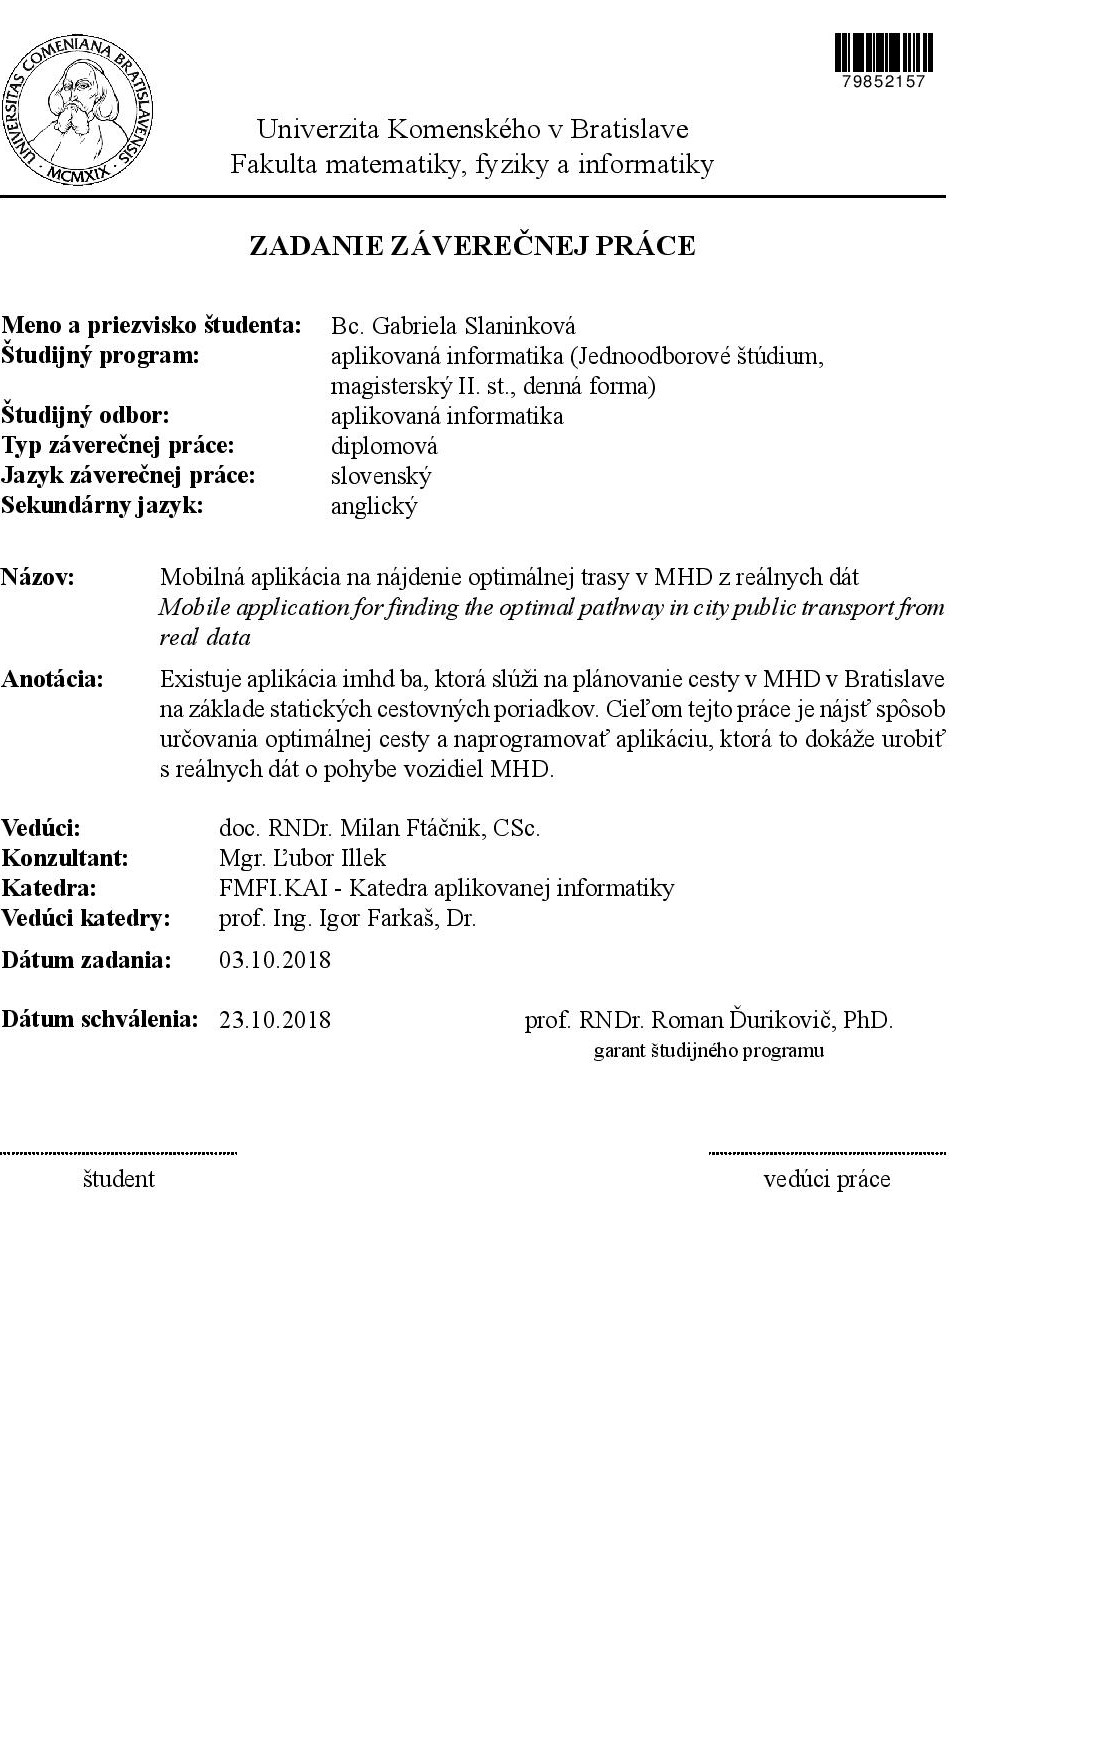 UNIVERSITAS COMENIANA BRATISLAVENSIS
· MCMXIX ·
79852157
Univerzita Komenského v Bratislave
Fakulta matematiky, fyziky a informatiky
ZADANIE ZÁVEREČNEJ PRÁCE
Meno a priezvisko študenta: Bc. Gabriela Slaninková
Študijný program: aplikovaná informatika (Jednoodborové štúdium,
magisterský II. st., denná forma)
Študijný odbor: aplikovaná informatika
Typ záverečnej práce: diplomová
Jazyk záverečnej práce: slovenský
Sekundárny jazyk: anglický
Názov: Mobilná aplikácia na nájdenie optimálnej trasy v MHD z reálnych dát
Mobile application for finding the optimal pathway in city public transport from
real data
Anotácia: Existuje aplikácia imhd ba, ktorá slúži na plánovanie cesty v MHD v Bratislave
na základe statických cestovných poriadkov. Cieľom tejto práce je nájsť spôsob
určovania optimálnej cesty a naprogramovať aplikáciu, ktorá to dokáže urobiť
s reálnych dát o pohybe vozidiel MHD.
Vedúci: doc. RNDr. Milan Ftáčnik, CSc.
Konzultant: Mgr. Ľubor Illek
Katedra: FMFI.KAI - Katedra aplikovanej informatiky
Vedúci katedry: prof. Ing. Igor Farkaš, Dr.
Dátum zadania: 03.10.2018
Dátum schválenia: 23.10.2018 prof. RNDr. Roman Ďurikovič, PhD.
garant študijného programu
študent vedúci práce